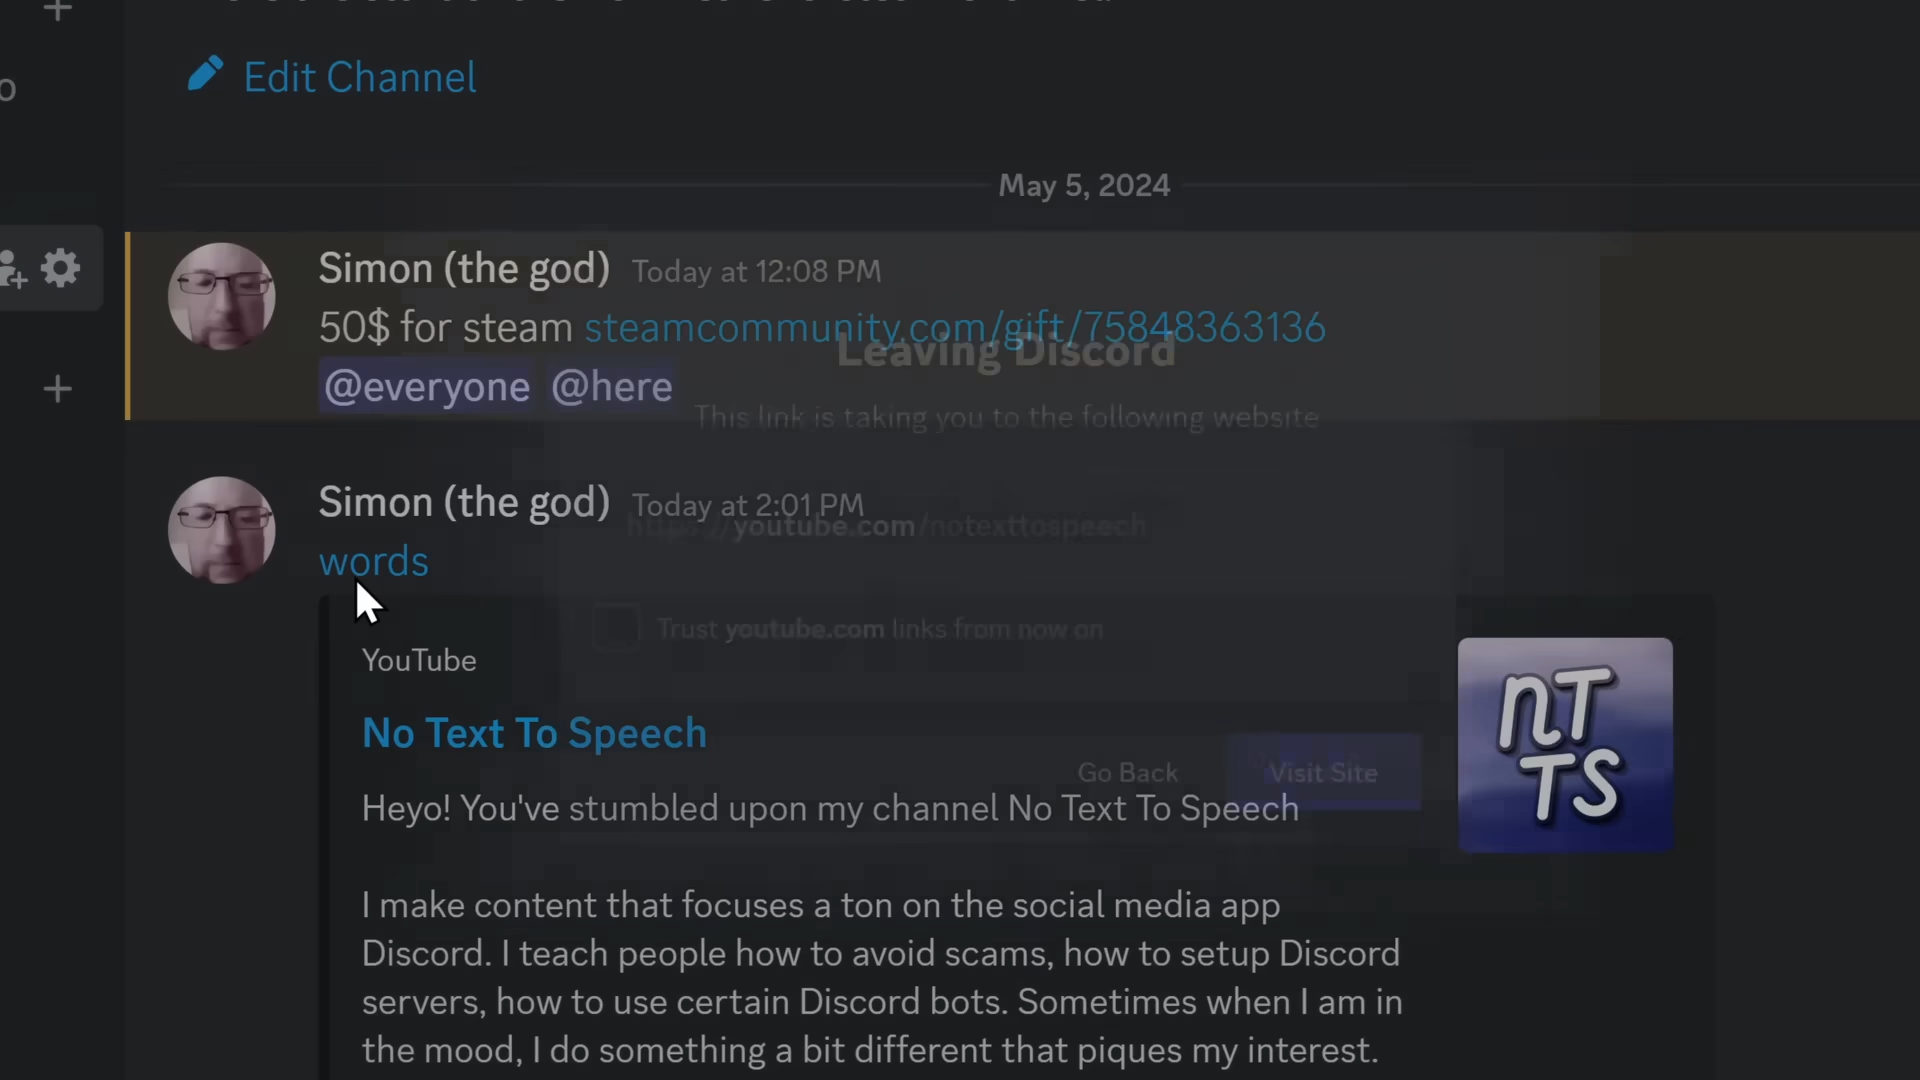 Edit Channel
May 5, 2024
Simon (the god) Today at 12:08 PM
50$ for steam steamcommunity.com/gift/75848363136
Leaving Discord
@everyone @here
This link is taking you to the following website
Simon (the god) Today at 2:01 PM
https://youtube.com/notexttospeech
words
Trust youtube.com links from now on
YouTube
No Text To Speech
nTTS
Go Back Visit Site
Heyo! You've stumbled upon my channel No Text To Speech
I make content that focuses a ton on the social media app
Discord. I teach people how to avoid scams, how to setup Discord
servers, how to use certain Discord bots. Sometimes when I am in
the mood, I do something a bit different that piques my interest.